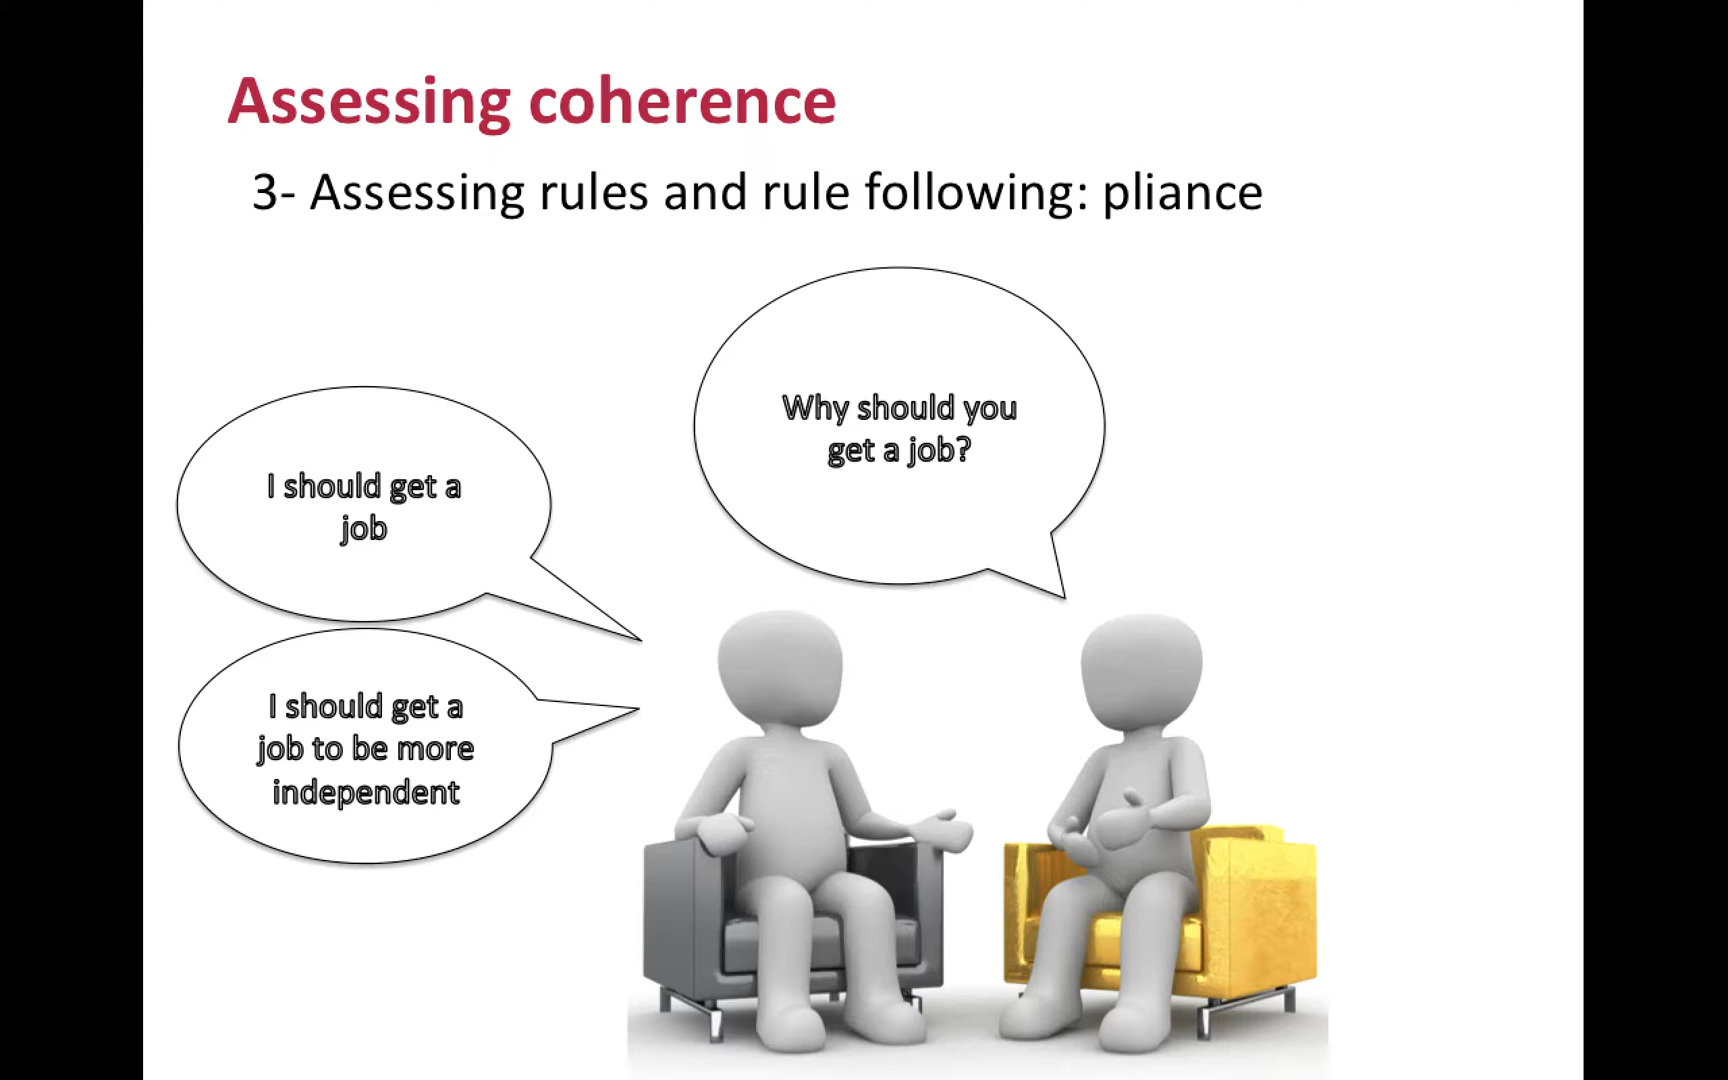 Assessing coherence
3- Assessing rules and rule following: pliance
Why should you
get a job?
I should get a
job
I should get a
job to be more
independent